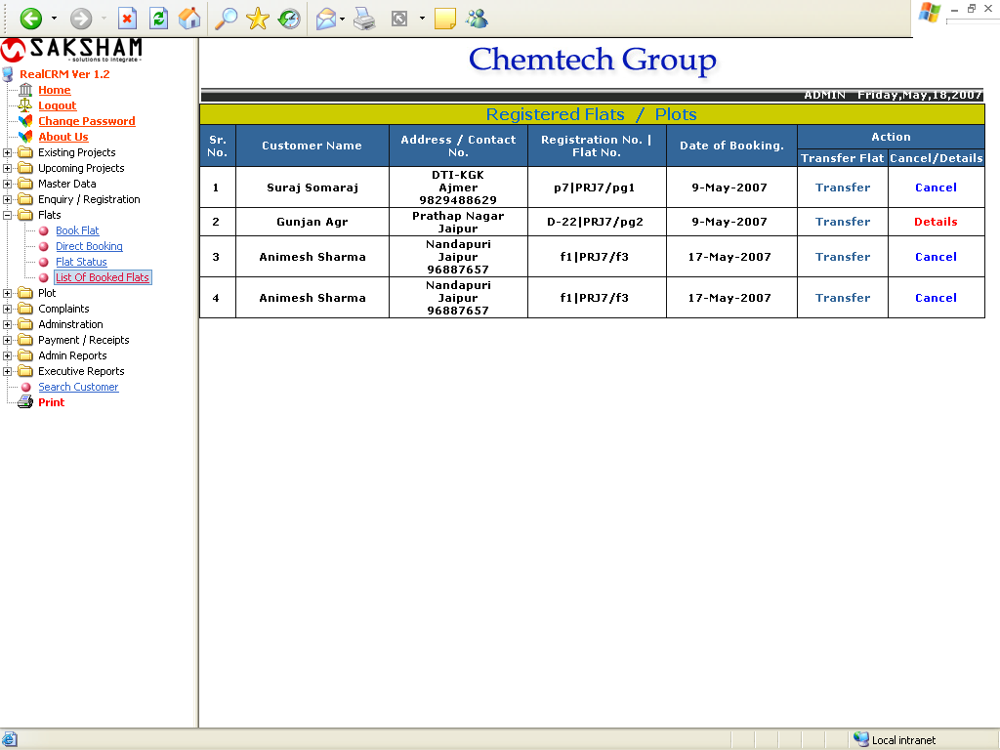 SAKSHAM
- solutions to integrate -
RealCRM Ver 1.2
Home
Logout
Change Password
About Us
Existing Projects
Upcoming Projects
Master Data
Enquiry / Registration
Flats
Book Flat
Direct Booking
Flat Status
List Of Booked Flats
Plot
Complaints
Adminstration
Payment / Receipts
Admin Reports
Executive Reports
Search Customer
Print
Chemtech Group
ADMIN Friday,May,18,2007
Registered Flats / Plots
Sr. No. Customer Name Address / Contact No. Registration No. | Flat No. Date of Booking. Action
Transfer Flat Cancel/Details
1 Suraj Somaraj DTI-KGK Ajmer 9829488629 p7|PRJ7/pg1 9-May-2007 Transfer Cancel
2 Gunjan Agr Prathap Nagar Jaipur D-22|PRJ7/pg2 9-May-2007 Transfer Details
3 Animesh Sharma Nandapuri Jaipur 96887657 f1|PRJ7/f3 17-May-2007 Transfer Cancel
4 Animesh Sharma Nandapuri Jaipur 96887657 f1|PRJ7/f3 17-May-2007 Transfer Cancel
Local intranet